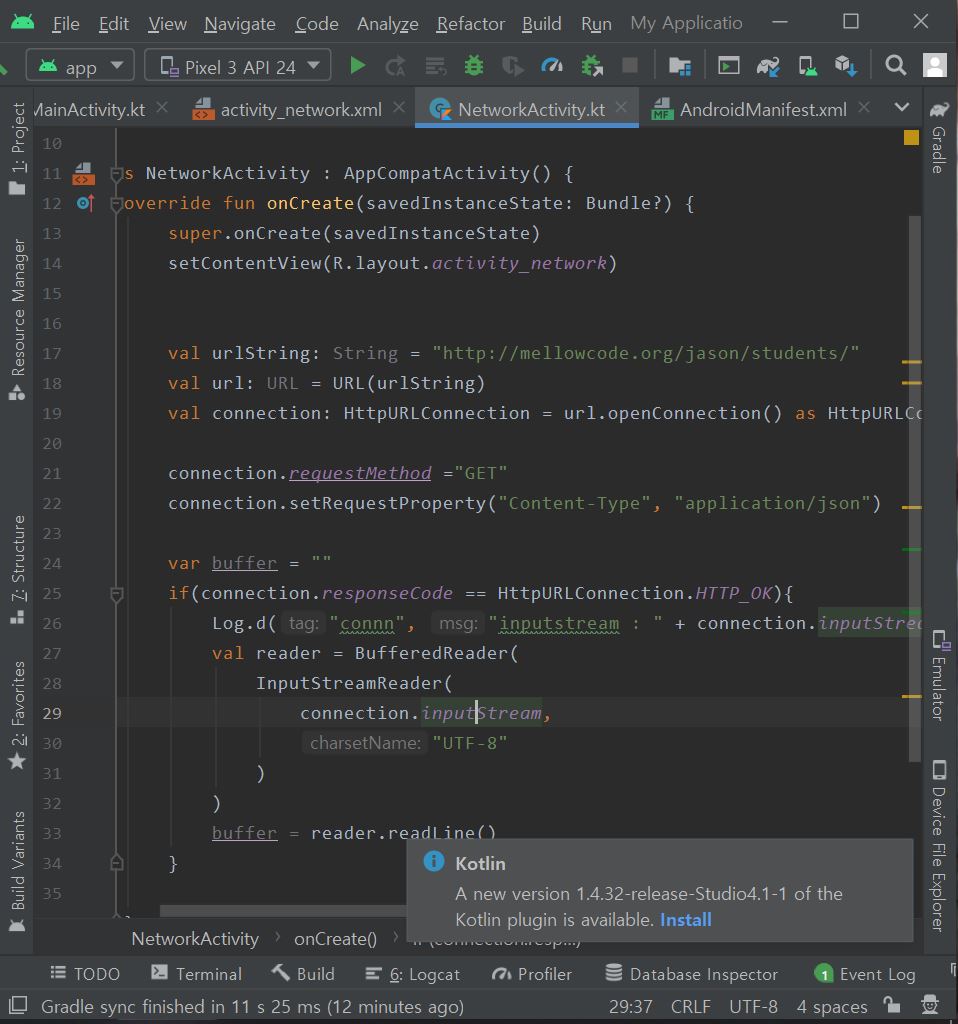 File Edit View Navigate Code Analyze Refactor Build Run My Applicatio
app Pixel 3 API 24
MainActivity.kt activity_network.xml NetworkActivity.kt AndroidManifest.xml
1: Project
Resource Manager
Z: Structure
2: Favorites
Build Variants
10
11 s NetworkActivity : AppCompatActivity() {
12 override fun onCreate(savedInstanceState: Bundle?) {
13 super.onCreate(savedInstanceState)
14 setContentView(R.layout.activity_network)
15
16
17 val urlString: String = "http://mellowcode.org/jason/students/"
18 val url: URL = URL(urlString)
19 val connection: HttpURLConnection = url.openConnection() as HttpURLCo
20
21 connection.requestMethod ="GET"
22 connection.setRequestProperty("Content-Type", "application/json")
23
24 var buffer = ""
25 if(connection.responseCode == HttpURLConnection.HTTP_OK){
26 Log.d( tag: "connn", msg: "inputstream : " + connection.inputStrea
27 val reader = BufferedReader(
28 InputStreamReader(
29 connection.inputStream,
30 charsetName: "UTF-8"
31 )
32 )
33 buffer = reader.readLine()
34 }
35
Gradle
Emulator
Device File Explorer
Kotlin
A new version 1.4.32-release-Studio4.1-1 of the
Kotlin plugin is available. Install
NetworkActivity › onCreate() › if (connection.resp...)
TODO Terminal Build 6: Logcat Profiler Database Inspector 1 Event Log
Gradle sync finished in 11 s 25 ms (12 minutes ago) 29:37 CRLF UTF-8 4 spaces